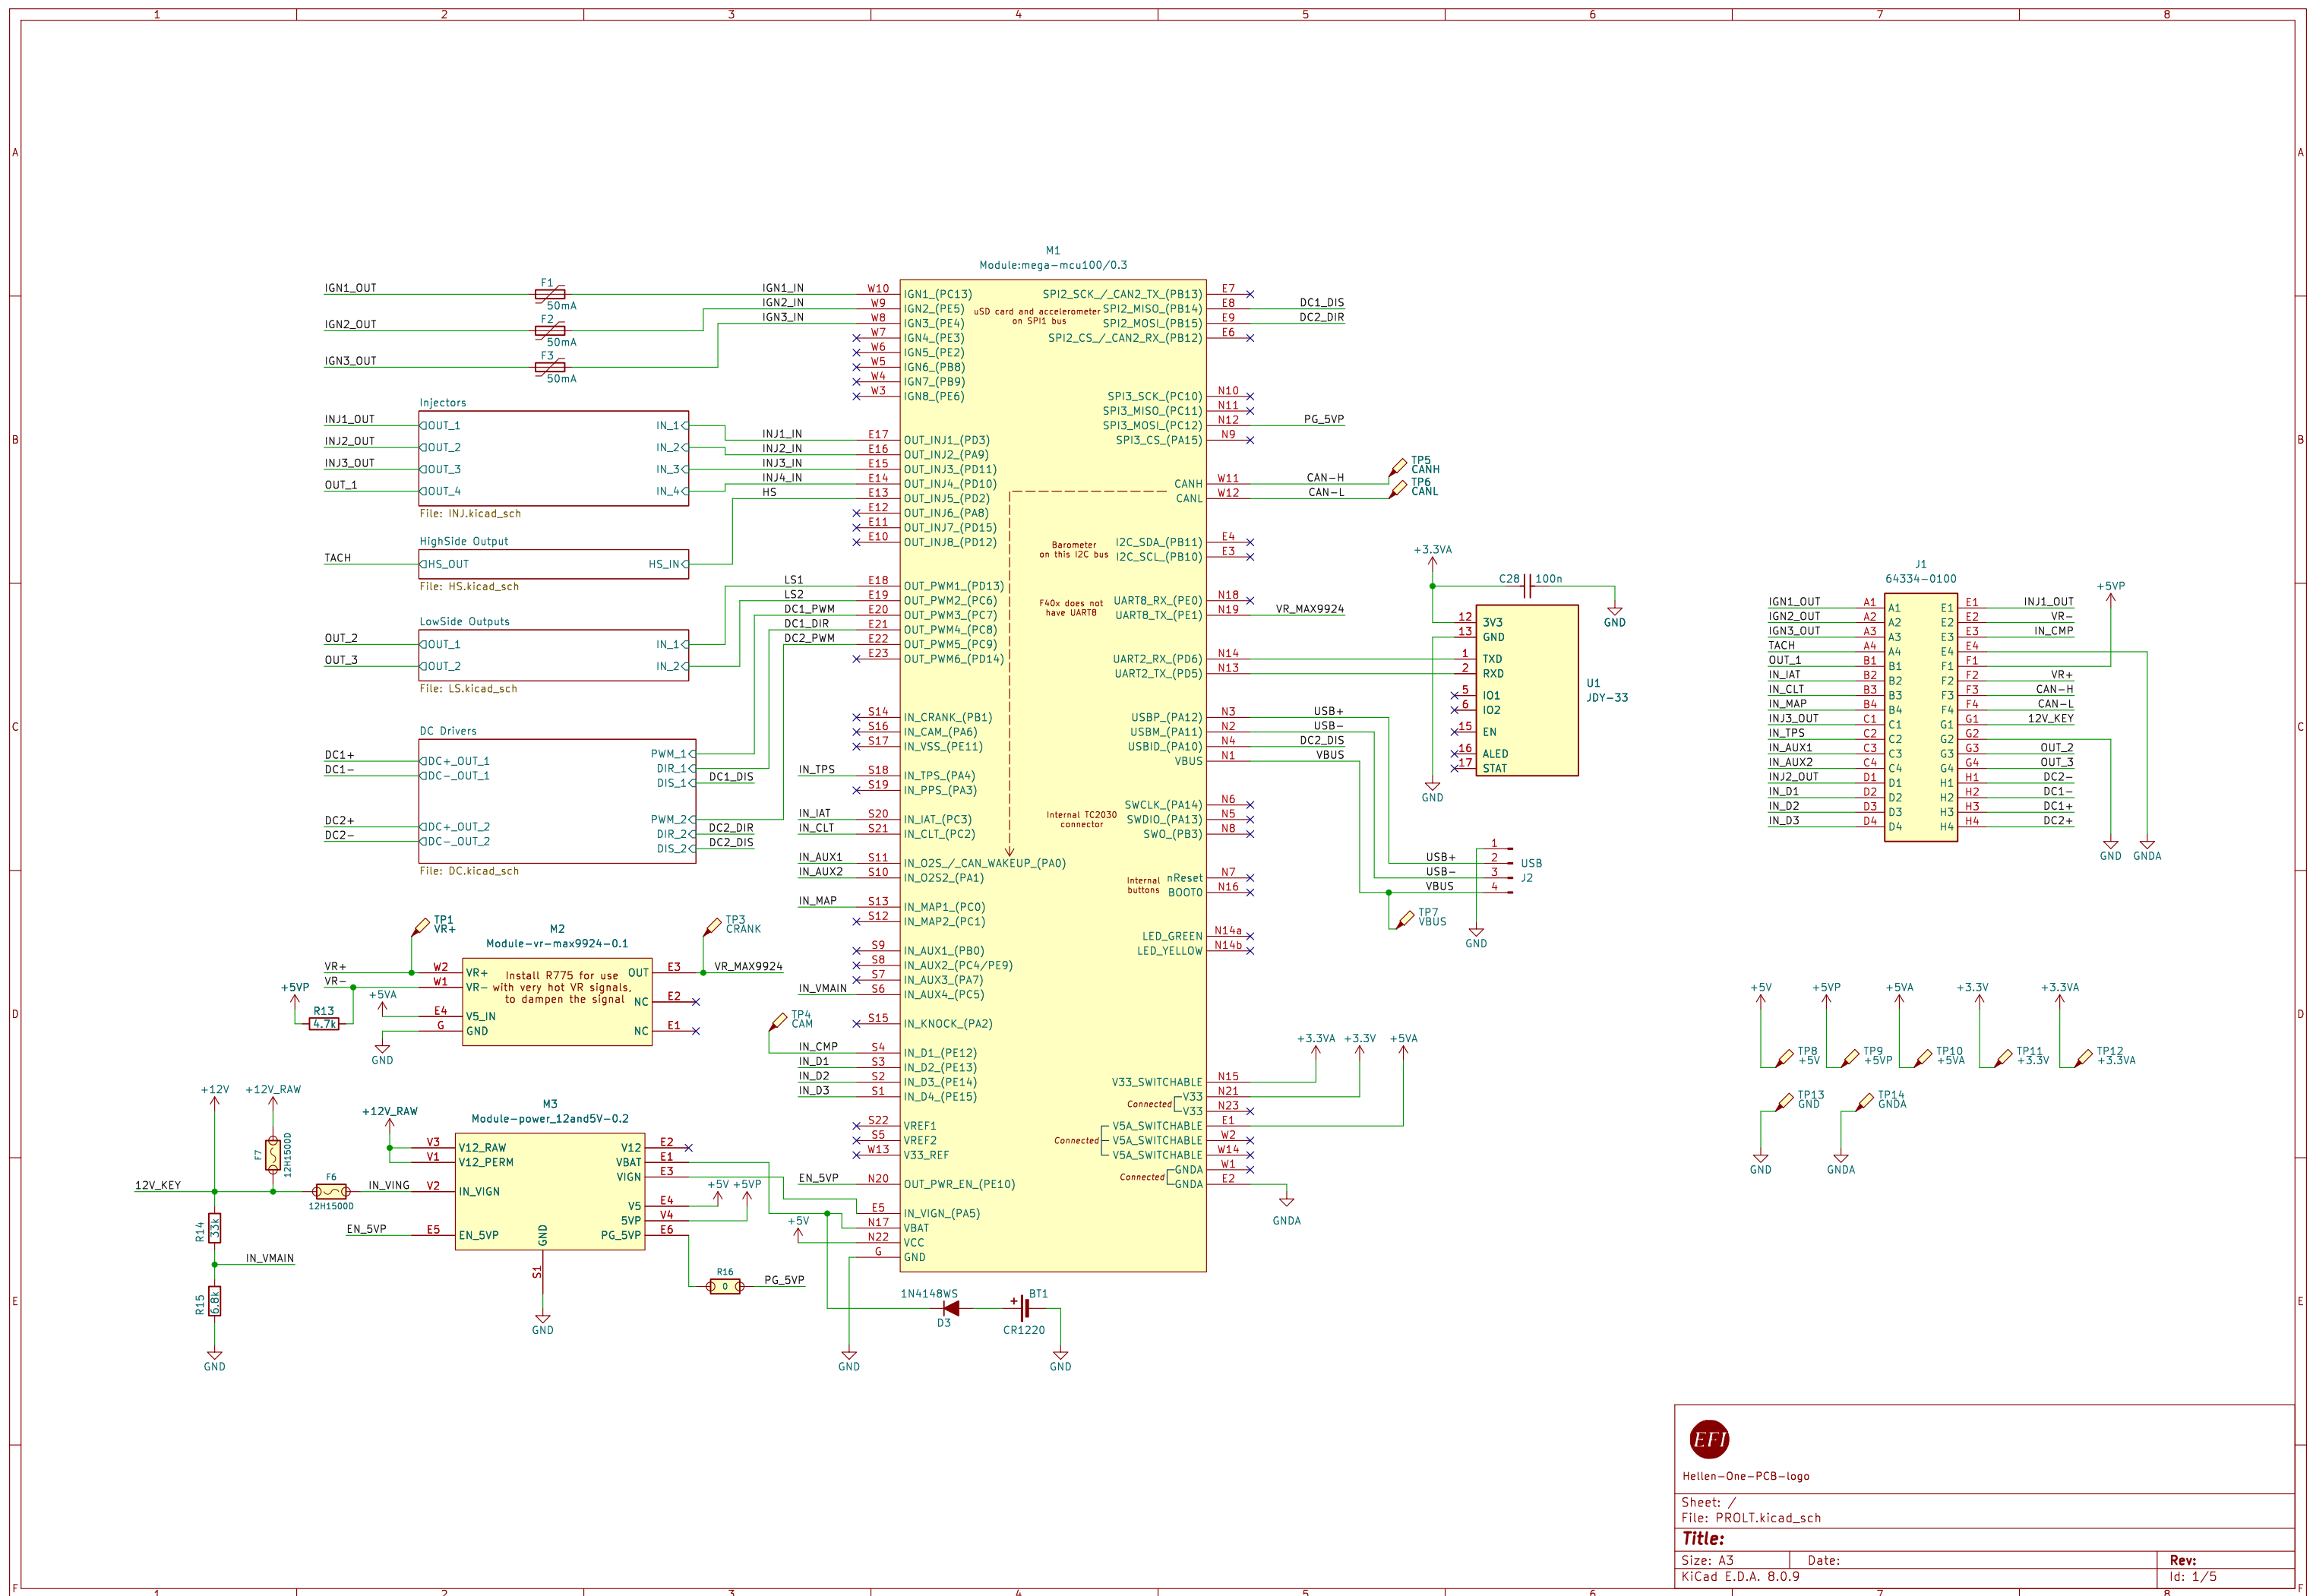 1 2 3 4 5 6 7 8
A A
B B
C C
D D
E E
F F
M1
Module:mega-mcu100/0.3
IGN1_OUT F1 50mA IGN1_IN
IGN2_OUT F2 50mA IGN2_IN
IGN3_OUT F3 50mA IGN3_IN
Injectors
INJ1_OUT OUT_1 IN_1 INJ1_IN
INJ2_OUT OUT_2 IN_2 INJ2_IN
INJ3_OUT OUT_3 IN_3 INJ3_IN
OUT_1 OUT_4 IN_4 INJ4_IN
HS
File: INJ.kicad_sch
HighSide Output
TACH HS_OUT HS_IN
File: HS.kicad_sch
LS1
LS2
DC1_PWM
DC1_DIR
DC2_PWM
LowSide Outputs
OUT_2 OUT_1 IN_1
OUT_3 OUT_2 IN_2
File: LS.kicad_sch
DC Drivers
PWM_1
DC1+ DC+_OUT_1 DIR_1
DC1- DC-_OUT_1 DIS_1 DC1_DIS
PWM_2
DC2+ DC+_OUT_2 DIR_2 DC2_DIR
DC2- DC-_OUT_2 DIS_2 DC2_DIS
File: DC.kicad_sch
TP1
VR+
M2
Module-vr-max9924-0.1
TP3
CRANK
VR+ W2 VR+ OUT E3 VR_MAX9924
VR- W1 VR-
Install R775 for use
with very hot VR signals,
to dampen the signal
NC E2
+5VP R13 4.7k
+5VA E4 V5_IN
G GND NC E1
GND
TP4
CAM
+12V +12V_RAW
F7 12H1500D
+12V_RAW
M3
Module-power_12and5V-0.2
V3 V12_RAW V12 E2
V1 V12_PERM VBAT E1
VIGN E3
12V_KEY F6 12H1500D IN_VING V2 IN_VIGN
V5 E4 +5V +5VP
5VP V4
EN_5VP E5 EN_5VP PG_5VP E6
GND S1
GND
R14 33k
IN_VMAIN
R15 6.8k
GND
R16 0 PG_5VP
W10 IGN1_(PC13)
W9 IGN2_(PE5)
W8 IGN3_(PE4)
W7 IGN4_(PE3)
W6 IGN5_(PE2)
W5 IGN6_(PB8)
W4 IGN7_(PB9)
W3 IGN8_(PE6)
E17 OUT_INJ1_(PD3)
E16 OUT_INJ2_(PA9)
E15 OUT_INJ3_(PD11)
E14 OUT_INJ4_(PD10)
E13 OUT_INJ5_(PD2)
E12 OUT_INJ6_(PA8)
E11 OUT_INJ7_(PD15)
E10 OUT_INJ8_(PD12)
E18 OUT_PWM1_(PD13)
E19 OUT_PWM2_(PC6)
E20 OUT_PWM3_(PC7)
E21 OUT_PWM4_(PC8)
E22 OUT_PWM5_(PC9)
E23 OUT_PWM6_(PD14)
S14 IN_CRANK_(PB1)
S16 IN_CAM_(PA6)
S17 IN_VSS_(PE11)
IN_TPS S18 IN_TPS_(PA4)
S19 IN_PPS_(PA3)
IN_IAT S20 IN_IAT_(PC3)
IN_CLT S21 IN_CLT_(PC2)
IN_AUX1 S11 IN_O2S_/_CAN_WAKEUP_(PA0)
IN_AUX2 S10 IN_O2S2_(PA1)
IN_MAP S13 IN_MAP1_(PC0)
S12 IN_MAP2_(PC1)
S9 IN_AUX1_(PB0)
S8 IN_AUX2_(PC4/PE9)
S7 IN_AUX3_(PA7)
IN_VMAIN S6 IN_AUX4_(PC5)
S15 IN_KNOCK_(PA2)
IN_CMP S4 IN_D1_(PE12)
IN_D1 S3 IN_D2_(PE13)
IN_D2 S2 IN_D3_(PE14)
IN_D3 S1 IN_D4_(PE15)
S22 VREF1
S5 VREF2
W13 V33_REF
EN_5VP N20 OUT_PWR_EN_(PE10)
E5 IN_VIGN_(PA5)
N17 VBAT
+5V N22 VCC
G GND
GND
1N4148WS D3
BT1 CR1220 +
GND
uSD card and accelerometer
on SPI1 bus
Barometer
on this I2C bus
F40x does not
have UART8
Internal TC2030
connector
Internal
buttons
Connected
Connected
Connected
SPI2_SCK_/_CAN2_TX_(PB13) E7
SPI2_MISO_(PB14) E8 DC1_DIS
SPI2_MOSI_(PB15) E9 DC2_DIR
SPI2_CS_/_CAN2_RX_(PB12) E6
SPI3_SCK_(PC10) N10
SPI3_MISO_(PC11) N11
SPI3_MOSI_(PC12) N12 PG_5VP
SPI3_CS_(PA15) N9
CANH W11 CAN-H TP5 CANH
CANL W12 CAN-L TP6 CANL
I2C_SDA_(PB11) E4
I2C_SCL_(PB10) E3
UART8_RX_(PE0) N18
UART8_TX_(PE1) N19 VR_MAX9924
UART2_RX_(PD6) N14
UART2_TX_(PD5) N13
USBP_(PA12) N3 USB+
USBM_(PA11) N2 USB-
USBID_(PA10) N4 DC2_DIS
VBUS N1 VBUS
SWCLK_(PA14) N6
SWDIO_(PA13) N5
SWO_(PB3) N8
nReset N7
BOOT0 N16
LED_GREEN N14a
LED_YELLOW N14b
+3.3VA +3.3V +5VA
V33_SWITCHABLE N15
V33 N21
V33 N23
V5A_SWITCHABLE E1
V5A_SWITCHABLE W2
V5A_SWITCHABLE W14
GNDA W1
GNDA E2
GNDA
+3.3VA
C28 100n
GND
12 3V3
13 GND
1 TXD
2 RXD
5 IO1
6 IO2
15 EN
16 ALED
17 STAT
U1
JDY-33
GND
1
USB+ 2 USB
USB- 3 J2
VBUS 4
TP7
VBUS
GND
J1
64334-0100
+5VP
IGN1_OUT A1 A1 E1 E1 INJ1_OUT
IGN2_OUT A2 A2 E2 E2 VR-
IGN3_OUT A3 A3 E3 E3 IN_CMP
TACH A4 A4 E4 E4
OUT_1 B1 B1 F1 F1
IN_IAT B2 B2 F2 F2 VR+
IN_CLT B3 B3 F3 F3 CAN-H
IN_MAP B4 B4 F4 F4 CAN-L
INJ3_OUT C1 C1 G1 G1 12V_KEY
IN_TPS C2 C2 G2 G2
IN_AUX1 C3 C3 G3 G3 OUT_2
IN_AUX2 C4 C4 G4 G4 OUT_3
INJ2_OUT D1 D1 H1 H1 DC2-
IN_D1 D2 D2 H2 H2 DC1-
IN_D2 D3 D3 H3 H3 DC1+
IN_D3 D4 D4 H4 H4 DC2+
GND GNDA
+5V +5VP +5VA +3.3V +3.3VA
TP8 TP9 TP10 TP11 TP12
+5V +5VP +5VA +3.3V +3.3VA
TP13 TP14
GND GNDA
GND GNDA
EFI
Hellen-One-PCB-logo
Sheet: /
File: PROLT.kicad_sch
Title:
Size: A3 Date: Rev:
KiCad E.D.A. 8.0.9 Id: 1/5
1 2 3 4 5 6 7 8